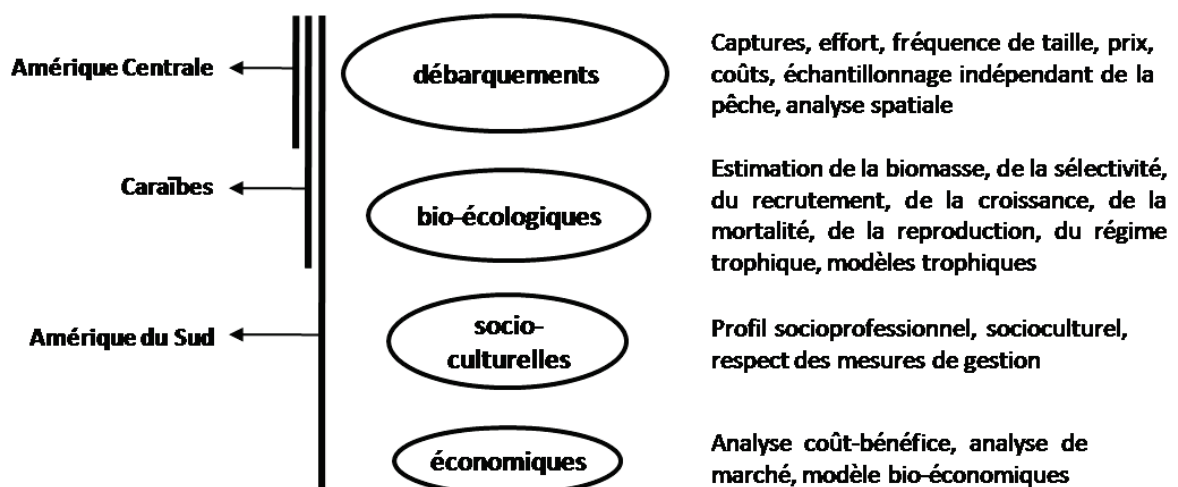 Amérique Centrale
débarquements
Captures, effort, fréquence de taille, prix,
coûts, échantillonnage indépendant de la
pêche, analyse spatiale
Caraïbes
bio-écologiques
Estimation de la biomasse, de la sélectivité,
du recrutement, de la croissance, de la
mortalité, de la reproduction, du régime
trophique, modèles trophiques
Amérique du Sud
socio-
culturelles
Profil socioprofessionnel, socioculturel,
respect des mesures de gestion
économiques
Analyse coût-bénéfice, analyse de
marché, modèle bio-économiques